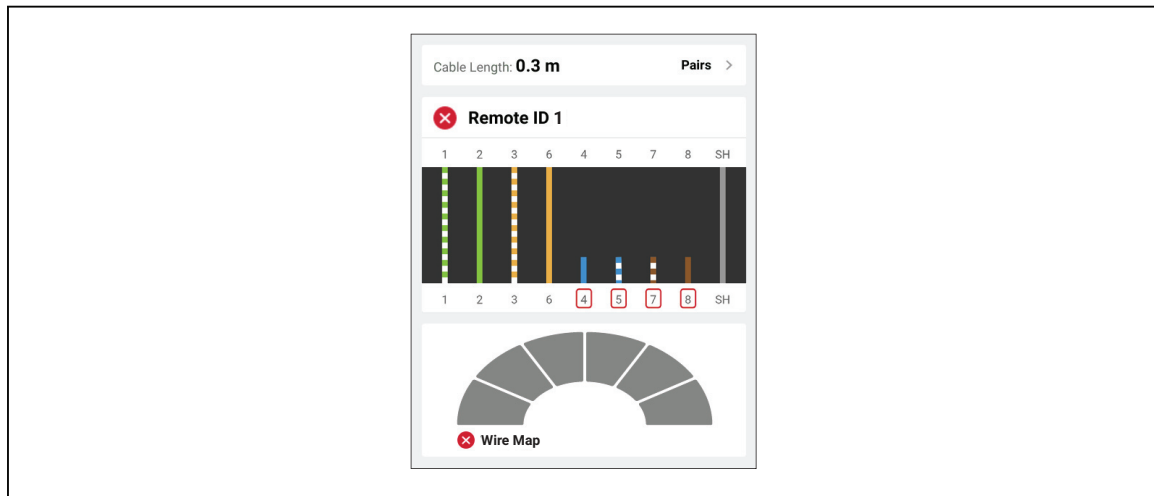 Cable Length: 0.3 m Pairs >
Remote ID 1
1 2 3 6 4 5 7 8 SH
1 2 3 6 4 5 7 8 SH
Wire Map